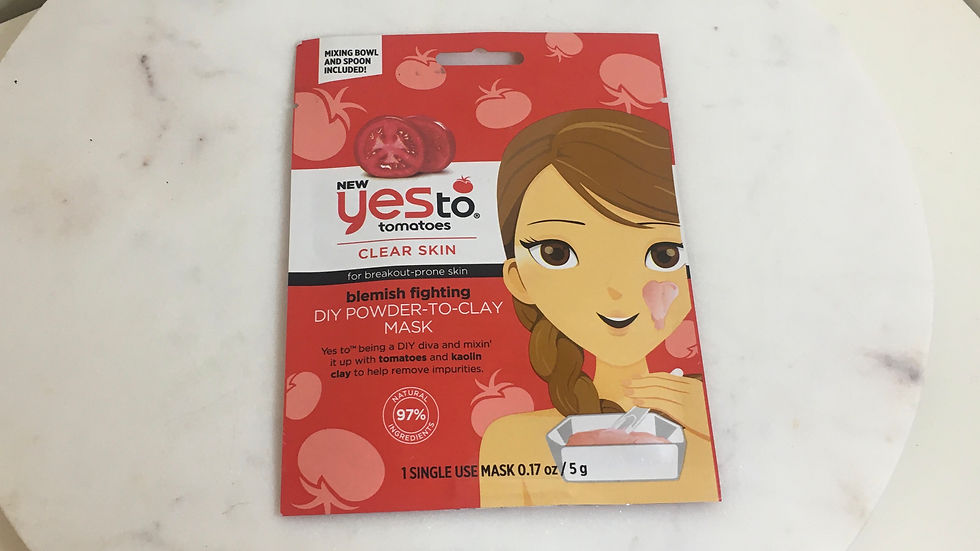 MIXING BOWL
AND SPOON
INCLUDED!
NEW
yes to®
tomatoes
CLEAR SKIN
for breakout-prone skin
blemish fighting
DIY POWDER-TO-CLAY
MASK
Yes to™ being a DIY diva and mixin'
it up with tomatoes and kaolin
clay to help remove impurities.
NATURAL
97%
INGREDIENTS
1 SINGLE USE MASK 0.17 oz / 5 g